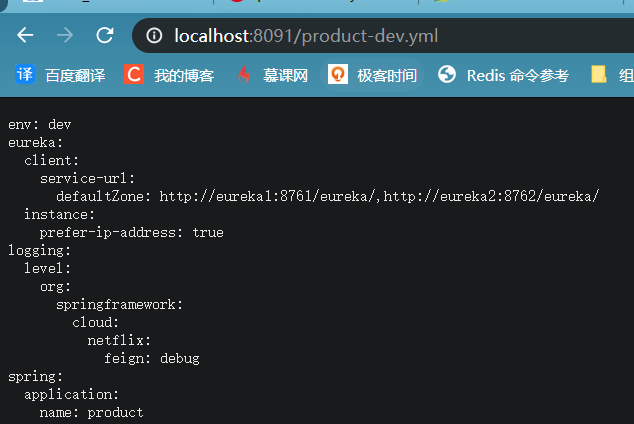 localhost:8091/product-dev.yml
译 百度翻译 C 我的博客 慕课网 极客时间 Redis 命令参考 组
env: dev
eureka:
  client:
    service-url:
      defaultZone: http://eureka1:8761/eureka/,http://eureka2:8762/eureka/
  instance:
    prefer-ip-address: true
logging:
  level:
    org:
      springframework:
        cloud:
          netflix:
            feign: debug
spring:
  application:
    name: product